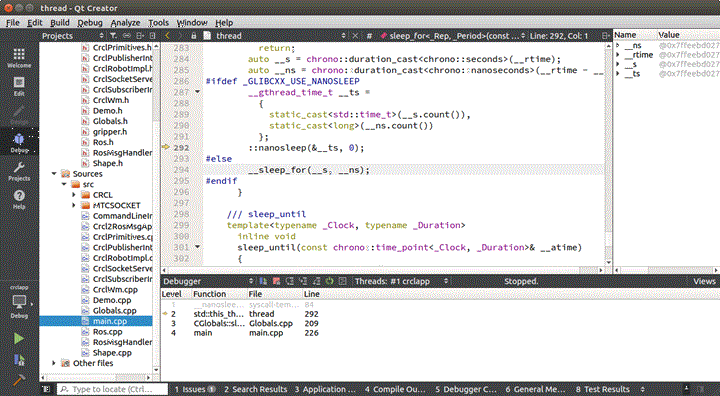 thread - Qt Creator
File Edit Build Debug Analyze Tools Window Help
Projects
thread
sleep_for<_Rep, _Period>(const ...
Line: 292, Col: 1
Name Value
Welcome
Edit
Design
Debug
Projects
Help
crclapp
Debug
CrclPrimitives.h
CrclPublisherInt
CrclRobotImpl.h
CrclSocketServe
CrclSubscriberIn
CrclWm.h
Demo.h
Globals.h
gripper.h
Ros.h
RosMsgHandler
Shape.h
Sources
src
CRCL
MTCSOCKET
CommandLineIn
Crcl2RosMsgAp
CrclPrimitives.cp
CrclPublisherInt
CrclRobotImpl.c
CrclSocketServe
CrclSubscriberIn
CrclWm.cpp
Demo.cpp
Globals.cpp
main.cpp
Ros.cpp
RosMsgHandler
Shape.cpp
Other files
283 return;
284 auto __s = chrono::duration_cast<chrono::seconds>(__rtime);
285 auto __ns = chrono::duration_cast<chrono::nanoseconds>(__rtime - __
286 #ifdef _GLIBCXX_USE_NANOSLEEP
287 __gthread_time_t __ts =
288 {
289 static_cast<std::time_t>(__s.count()),
290 static_cast<long>(__ns.count())
291 };
292 ::nanosleep(&__ts, 0);
293 #else
294 __sleep_for(__s, __ns);
295 #endif
296 }
297
298 /// sleep_until
299 template<typename _Clock, typename _Duration>
300 inline void
301 sleep_until(const chrono::time_point<_Clock, _Duration>& __atime)
302 {
__ns @0x7ffeebd027
__rtime @0x7ffeebd027
__s @0x7ffeebd027
__ts @0x7ffeebd027
Debugger
Threads: #1 crclapp
Stopped.
Views
Level Function File Line
1 __nanoslee... syscall-tem... 84
2 std::this_th... thread 292
3 CGlobals::sl... Globals.cpp 209
4 main main.cpp 226
Type to locate (Ctrl...
1 Issues 1
2 Search Results
3 Application ...
4 Compile Ou...
5 Debugger C...
6 General Me...
8 Test Results